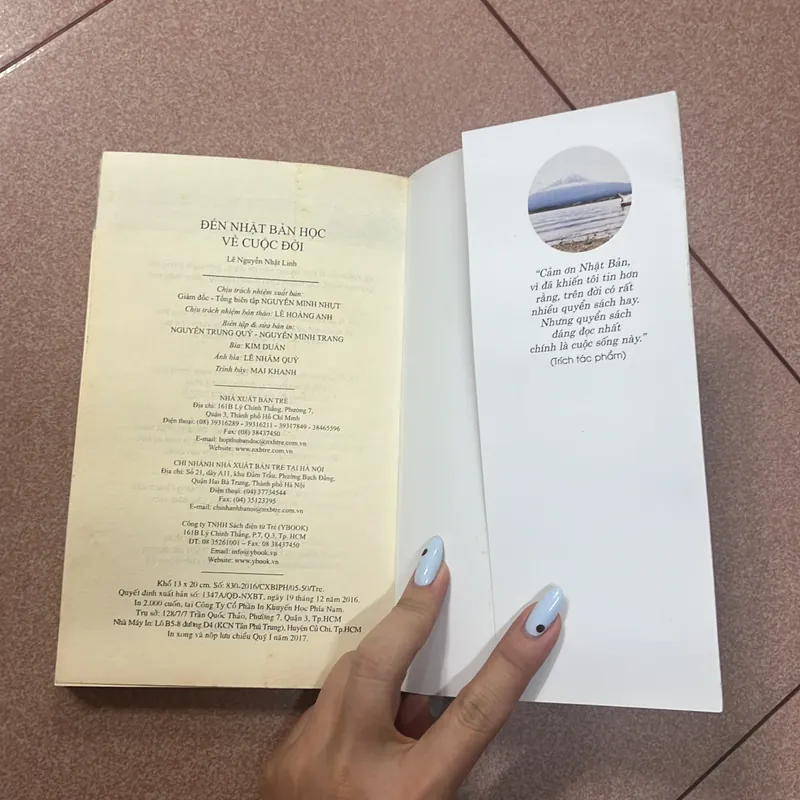 ĐẾN NHẬT BẢN HỌC
VỀ CUỘC ĐỜI
Lê Nguyễn Nhật Linh
Chịu trách nhiệm xuất bản:
Giám đốc - Tổng biên tập NGUYỄN MINH NHỰT
Chịu trách nhiệm bản thảo: LÊ HOÀNG ANH
Biên tập & sửa bản in:
NGUYỄN TRUNG QUÝ - NGUYỄN MINH TRANG
Bìa: KIM DUẨN
Ảnh bìa: LÊ NHÂM QUÝ
Trình bày: MAI KHANH
NHÀ XUẤT BẢN TRẺ
Địa chỉ: 161B Lý Chính Thắng, Phường 7,
Quận 3, Thành phố Hồ Chí Minh
Điện thoại: (08) 39316289 - 39316211 - 39317849 - 38465596
Fax: (08) 38437450
E-mail: hopthubandoc@nxbtre.com.vn
Website: www.nxbtre.com.vn
CHI NHÁNH NHÀ XUẤT BẢN TRẺ TẠI HÀ NỘI
Địa chỉ: Số 21, dãy A11, khu Đầm Trấu, Phường Bạch Đằng,
Quận Hai Bà Trưng, Thành phố Hà Nội
Điện thoại: (04) 37734544
Fax: (04) 35123395
E-mail: chinhanhhanoi@nxbtre.com.vn
Công ty TNHH Sách điện tử Trẻ (YBOOK)
161B Lý Chính Thắng, P.7, Q.3, Tp. HCM
ĐT: 08 35261001 – Fax: 08 38437450
Email: info@ybook.vn
Website: www.ybook.vn
Khổ 13 x 20 cm. Số: 830-2016/CXBIPH/05-50/Tre.
Quyết định xuất bản số: 1347A/QĐ-NXBT, ngày 19 tháng 12 năm 2016.
In 2.000 cuốn, tại Công Ty Cổ Phần In Khuyến Học Phía Nam.
Trụ sở: 128/7/7 Trần Quốc Thảo, Phường 7, Quận 3, Tp.HCM
Nhà Máy In: Lô B5-8 đường D4 (KCN Tân Phú Trung), Huyện Củ Chi, Tp.HCM
In xong và nộp lưu chiểu Quý I năm 2017.
“Cảm ơn Nhật Bản,
vì đã khiến tôi tin hơn
rằng, trên đời có rất
nhiều quyển sách hay.
Nhưng quyển sách
đáng đọc nhất
chính là cuộc sống này.”
(Trích tác phẩm)